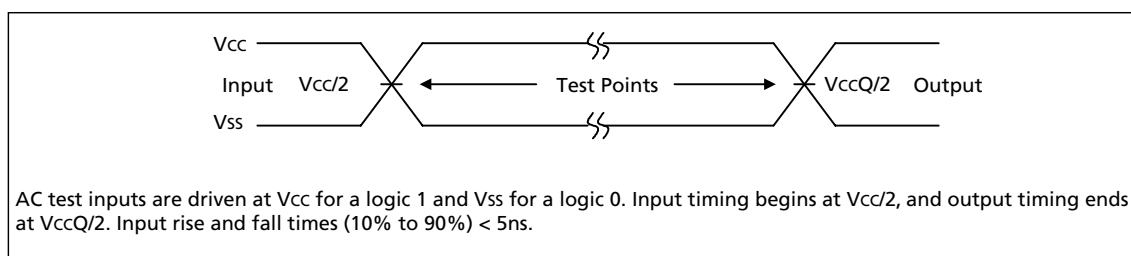 Vcc
Input Vcc/2 Test Points VccQ/2 Output
Vss
AC test inputs are driven at Vcc for a logic 1 and Vss for a logic 0. Input timing begins at Vcc/2, and output timing ends
at VccQ/2. Input rise and fall times (10% to 90%) < 5ns.